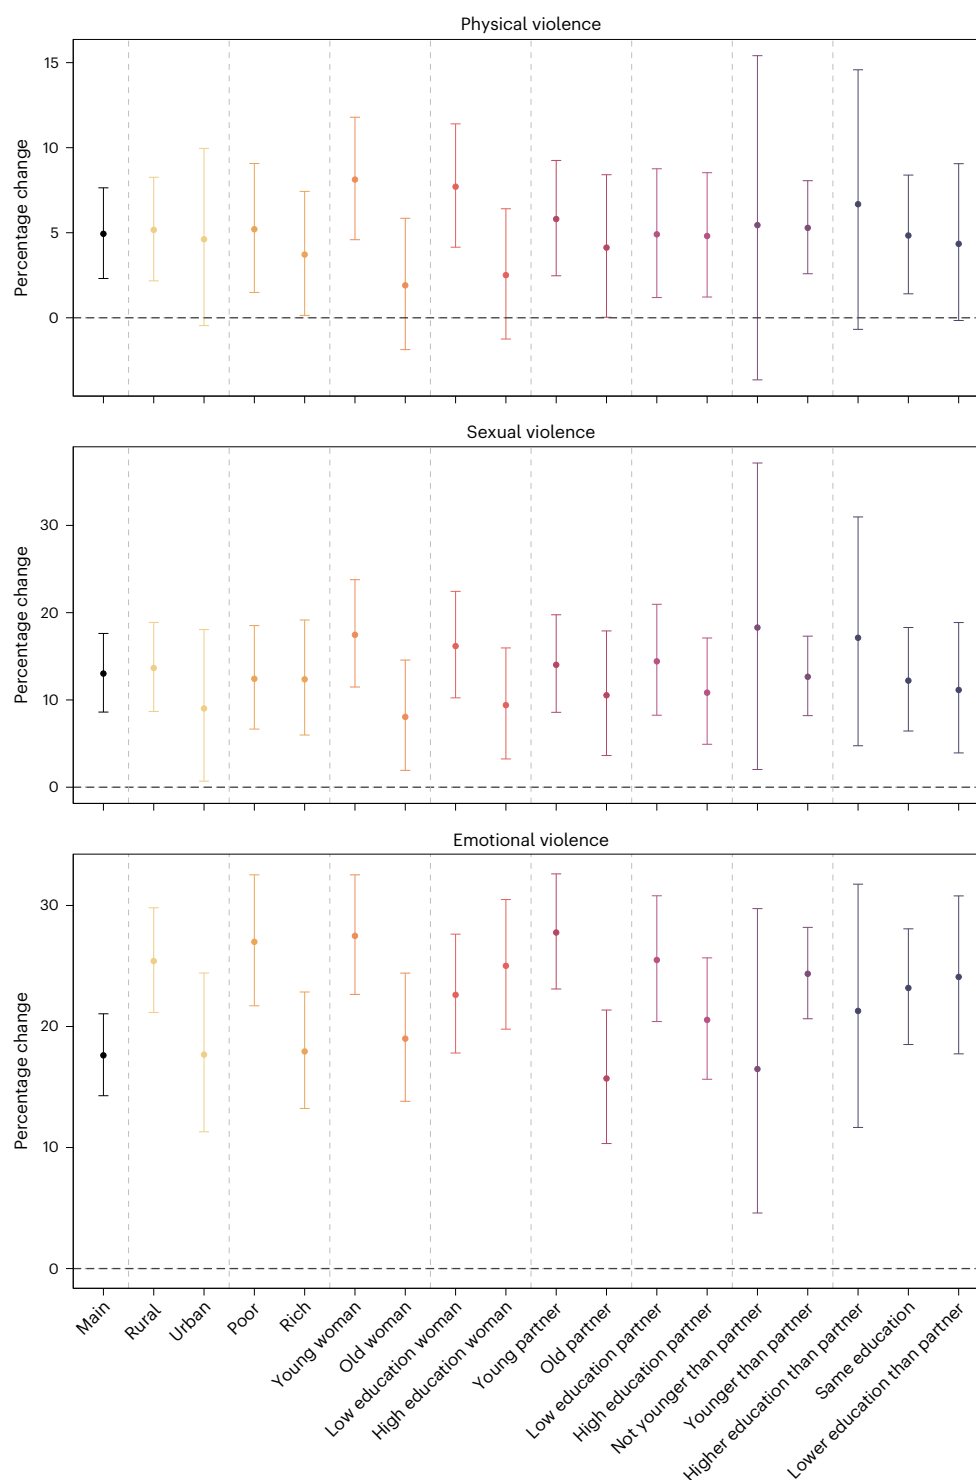 Physical violence
Percentage change
15
10
5
0
Sexual violence
Percentage change
30
20
10
0
Emotional violence
Percentage change
30
20
10
0
Main
Rural
Urban
Poor
Rich
Young woman
Old woman
Low education woman
High education woman
Young partner
Old partner
Low education partner
High education partner
Not younger than partner
Younger than partner
Higher education than partner
Same education
Lower education than partner